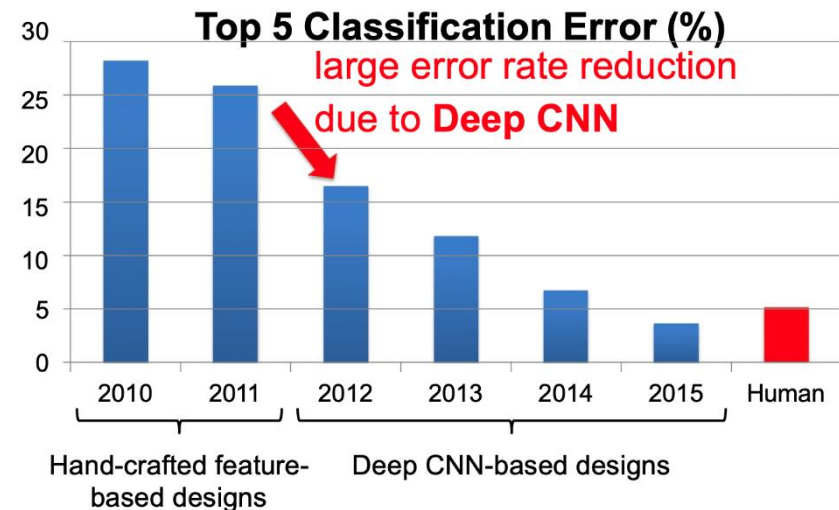 Top 5 Classification Error (%)
large error rate reduction
due to Deep CNN
30
25
20
15
10
5
0
2010 2011 2012 2013 2014 2015 Human
Hand-crafted feature-
based designs
Deep CNN-based designs